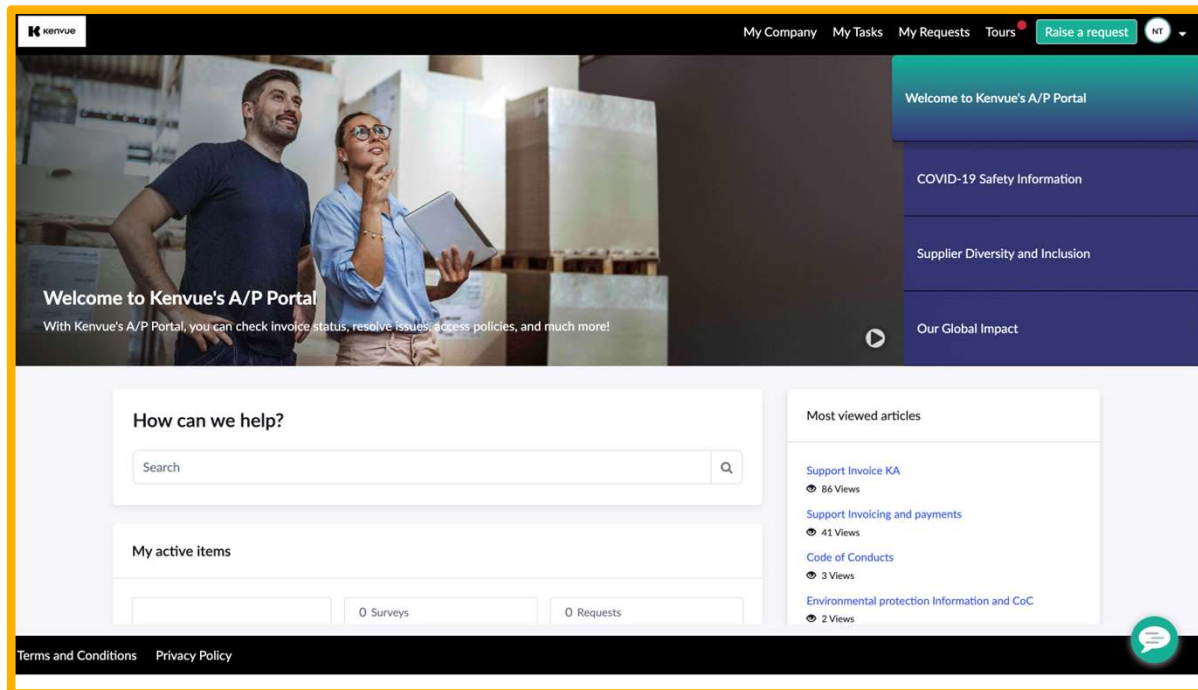 kenvue
My Company My Tasks My Requests Tours Raise a request NT
Welcome to Kenvue's A/P Portal
COVID-19 Safety Information
Supplier Diversity and Inclusion
Our Global Impact
Welcome to Kenvue's A/P Portal
With Kenvue's A/P Portal, you can check invoice status, resolve issues, access policies, and much more!
How can we help?
Search
My active items
0 Surveys
0 Requests
Most viewed articles
Support Invoice KA
86 Views
Support Invoicing and payments
41 Views
Code of Conducts
3 Views
Environmental protection Information and CoC
2 Views
Terms and Conditions Privacy Policy